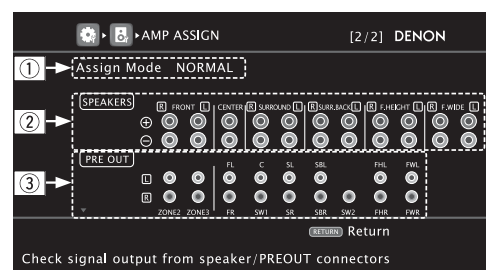 AMP ASSIGN [2/2] DENON
1 Assign Mode NORMAL
SPEAKERS
R FRONT L CENTER R SURROUND L R SURR.BACK L R F.HEIGHT L R F.WIDE L
2 +
−
PRE OUT
FL C SL SBL FHL FWL
3 L
R
ZONE2 ZONE3 FR SW1 SR SBR SW2 FHR FWR
RETURN Return
Check signal output from speaker/PREOUT connectors